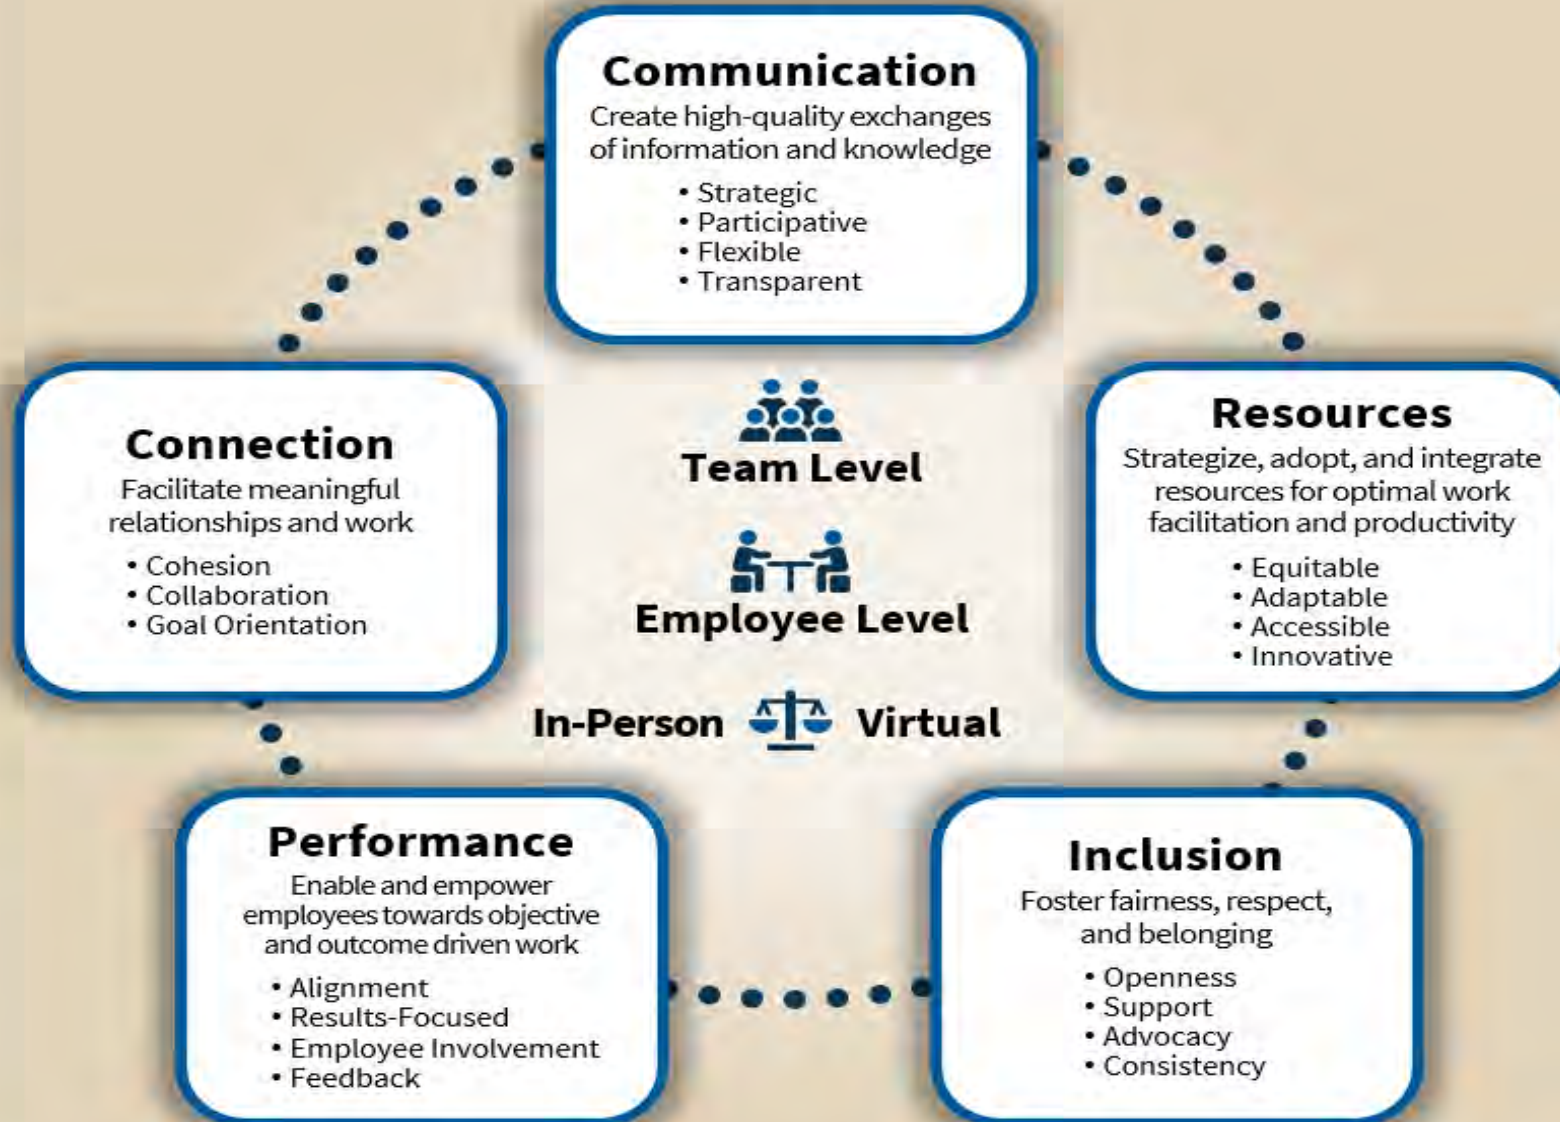 Communication
Create high-quality exchanges
of information and knowledge
• Strategic
• Participative
• Flexible
• Transparent
Connection
Facilitate meaningful
relationships and work
• Cohesion
• Collaboration
• Goal Orientation
Team Level
Employee Level
In-Person Virtual
Resources
Strategize, adopt, and integrate
resources for optimal work
facilitation and productivity
• Equitable
• Adaptable
• Accessible
• Innovative
Performance
Enable and empower
employees towards objective
and outcome driven work
• Alignment
• Results-Focused
• Employee Involvement
• Feedback
Inclusion
Foster fairness, respect,
and belonging
• Openness
• Support
• Advocacy
• Consistency